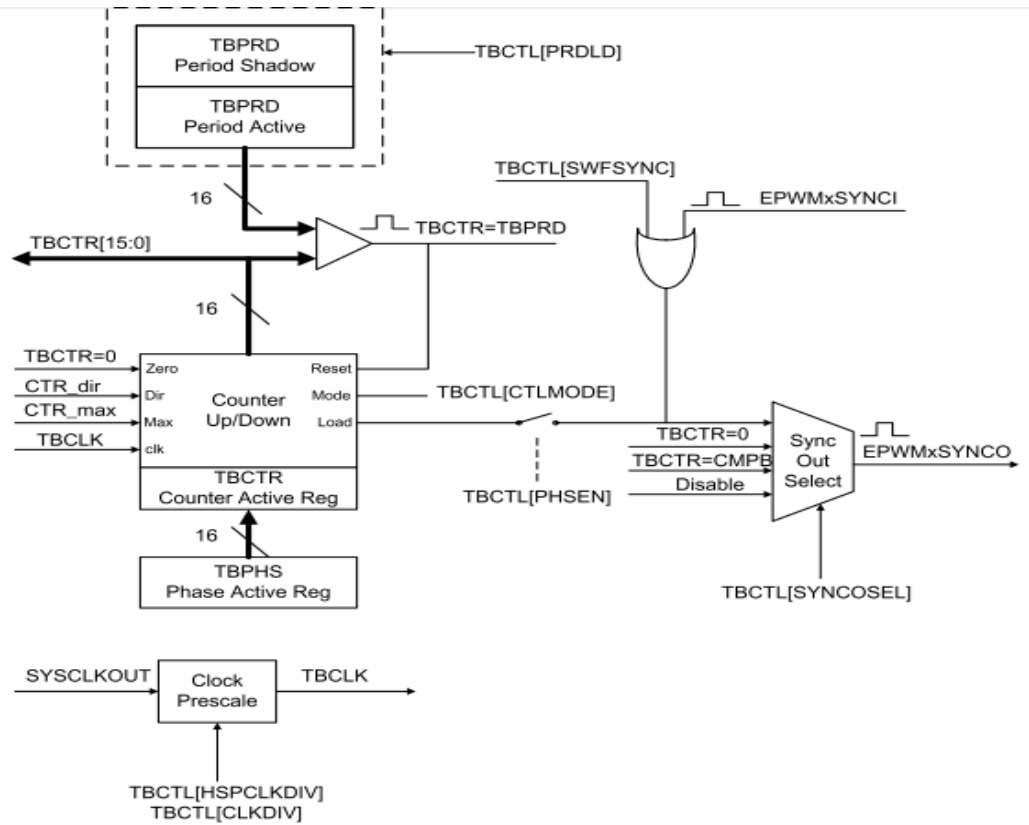 TBPRD
Period Shadow
TBCTL[PRDLD]
TBPRD
Period Active
16
TBCTL[SWFSYNC]
EPWMxSYNCI
TBCTR=TBPRD
TBCTR[15:0]
16
TBCTR=0
Zero
Reset
CTR_dir
Dir
Counter
Up/Down
Mode
TBCTL[CTLMODE]
CTR_max
Max
Load
TBCLK
clk
TBCTR=0
TBCTR=CMPB
Disable
Sync
Out
Select
EPWMxSYNCO
TBCTR
Counter Active Reg
TBCTL[PHSEN]
16
TBPHS
Phase Active Reg
TBCTL[SYNCOSEL]
SYSCLKOUT
Clock
Prescale
TBCLK
TBCTL[HSPCLKDIV]
TBCTL[CLKDIV]